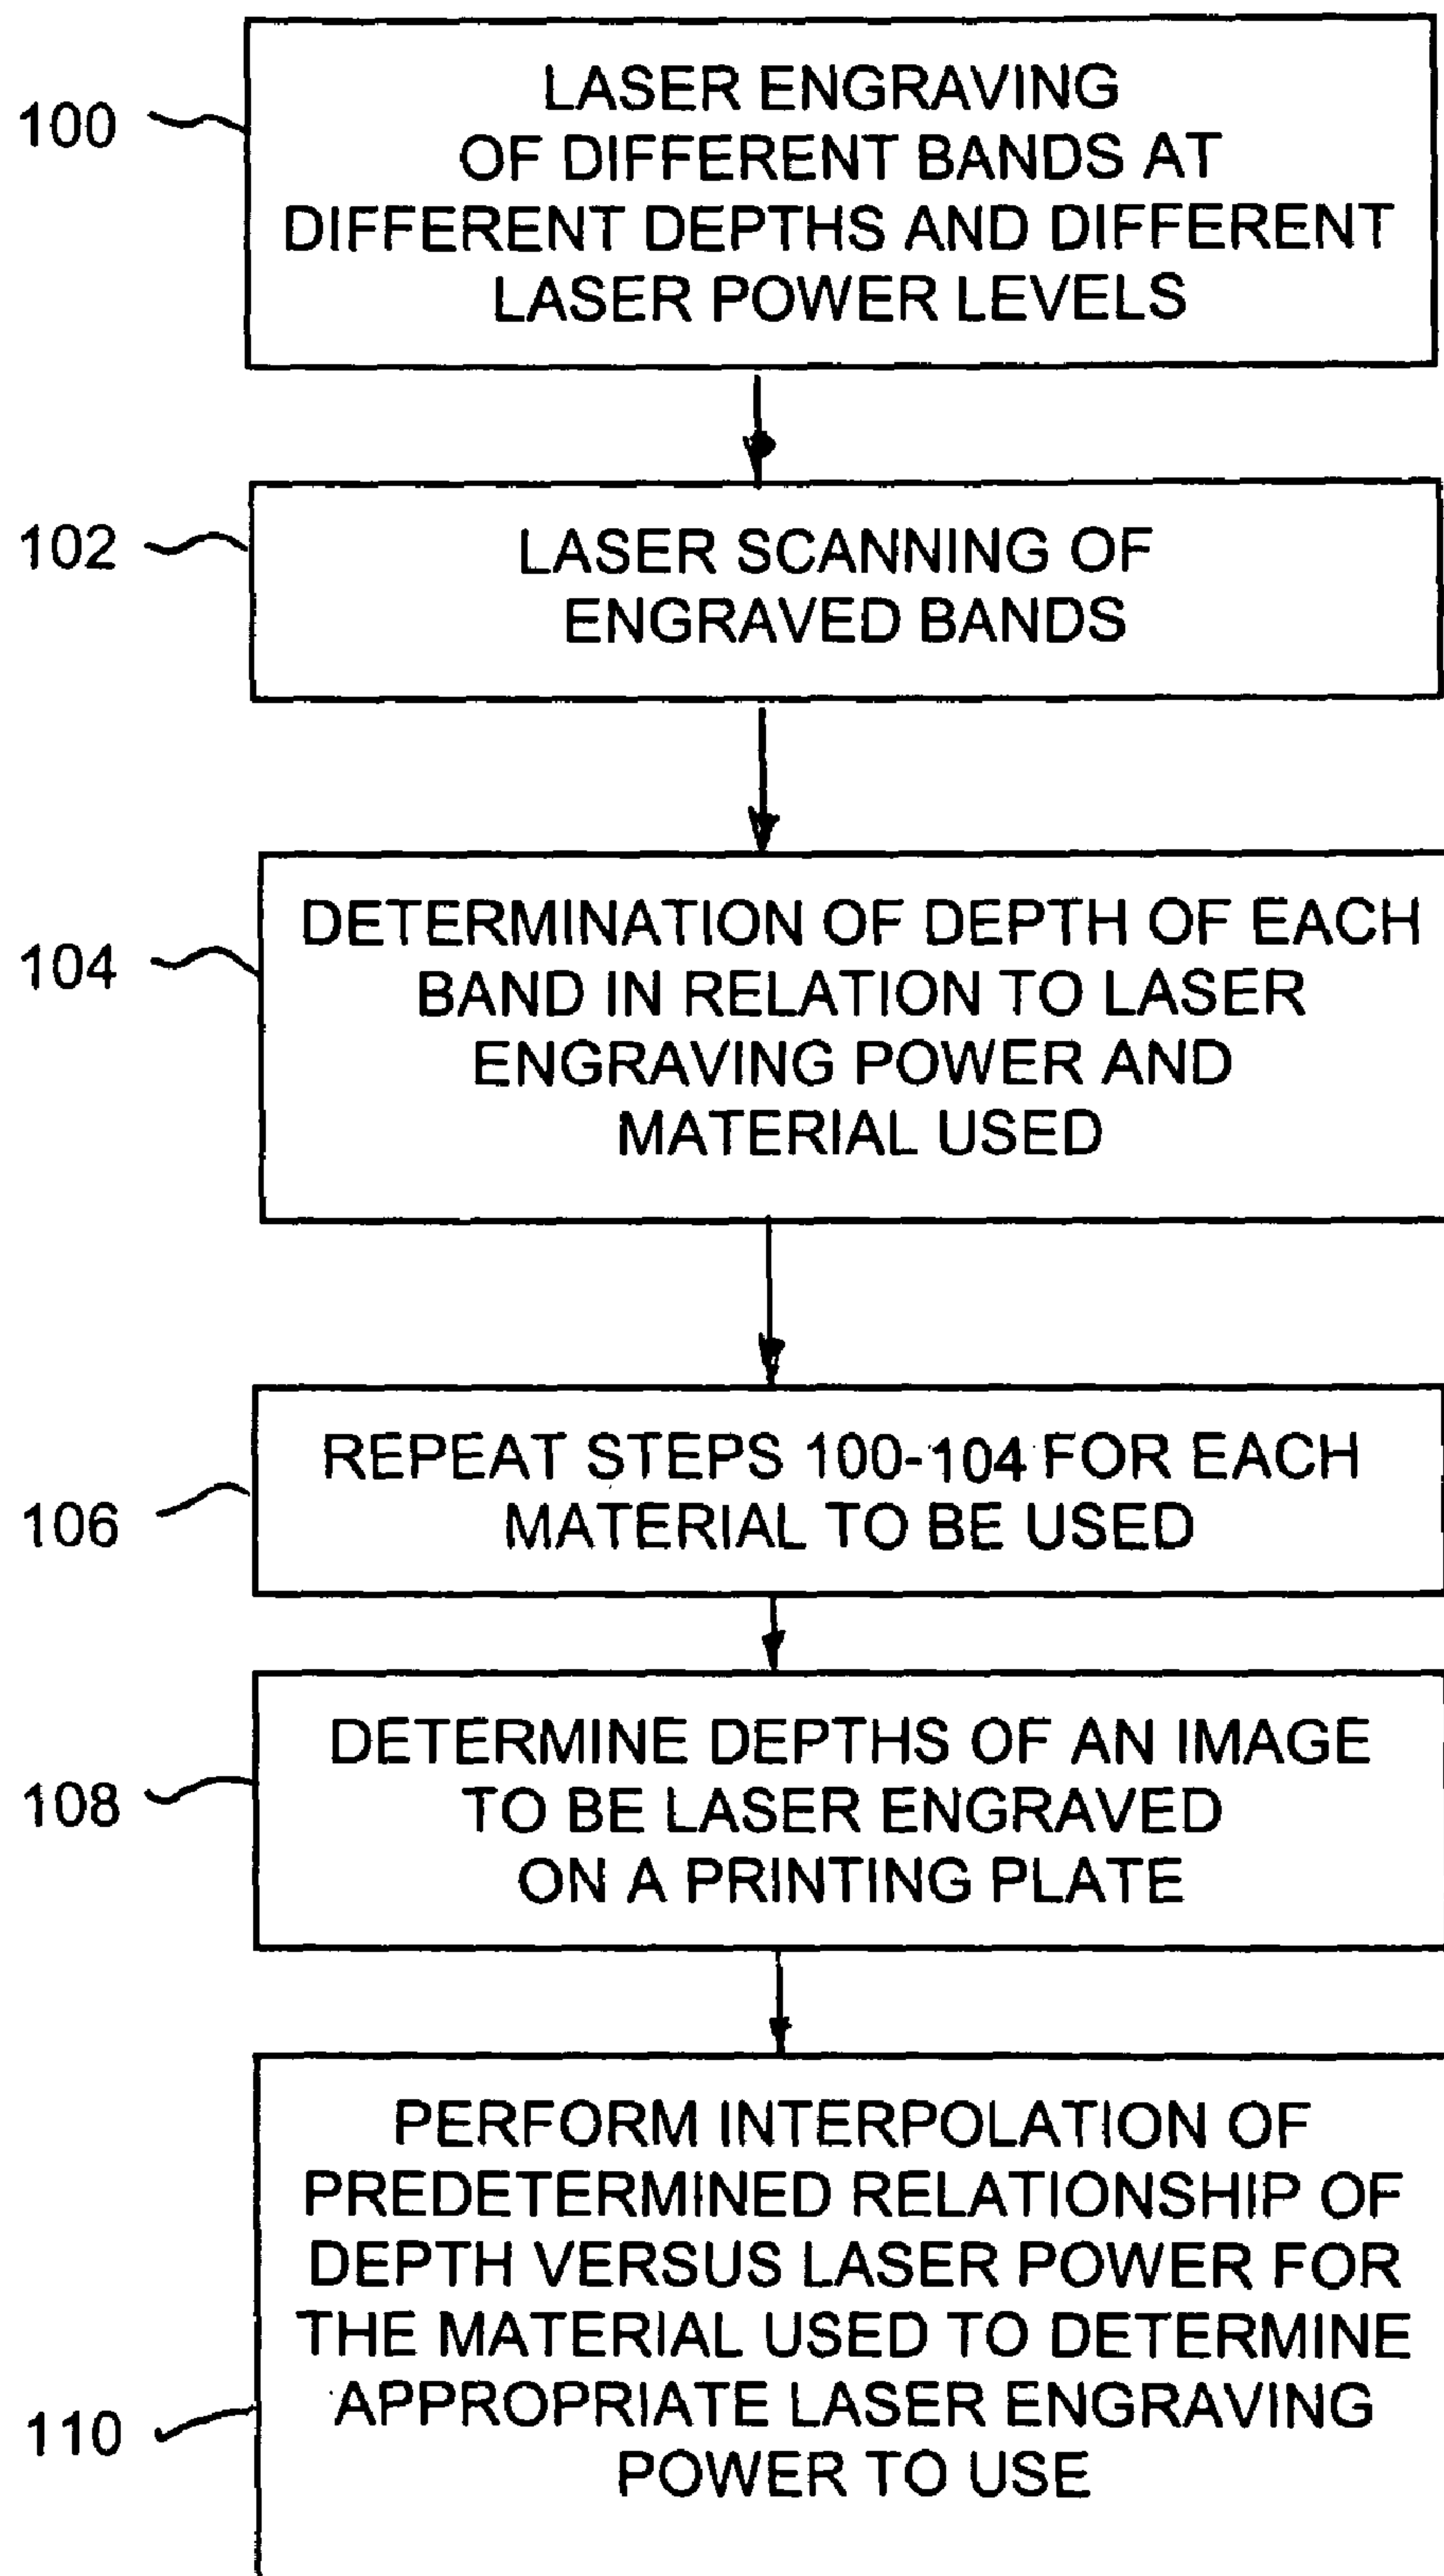 100
LASER ENGRAVING
OF DIFFERENT BANDS AT
DIFFERENT DEPTHS AND DIFFERENT
LASER POWER LEVELS
102
LASER SCANNING OF
ENGRAVED BANDS
104
DETERMINATION OF DEPTH OF EACH
BAND IN RELATION TO LASER
ENGRAVING POWER AND
MATERIAL USED
106
REPEAT STEPS 100-104 FOR EACH
MATERIAL TO BE USED
108
DETERMINE DEPTHS OF AN IMAGE
TO BE LASER ENGRAVED
ON A PRINTING PLATE
110
PERFORM INTERPOLATION OF
PREDETERMINED RELATIONSHIP OF
DEPTH VERSUS LASER POWER FOR
THE MATERIAL USED TO DETERMINE
APPROPRIATE LASER ENGRAVING
POWER TO USE